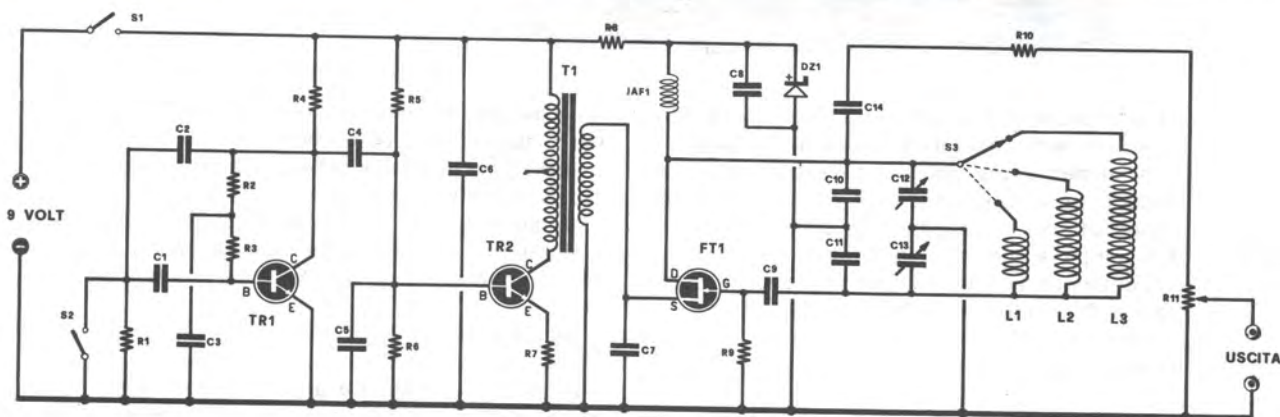 S1
R8
R10
T1
DZ1
JAF1
C8
R4
R5
C14
C2
C4
S3
C6
R2
C10
C12
+
9 VOLT
-
R3
TR2
FT1
C11
C13
C1
C
C
D
G
C9
B
E
B
E
S
R11
TR1
L1
L2
L3
S2
R1
C3
C5
R6
R7
C7
R9
USCITA